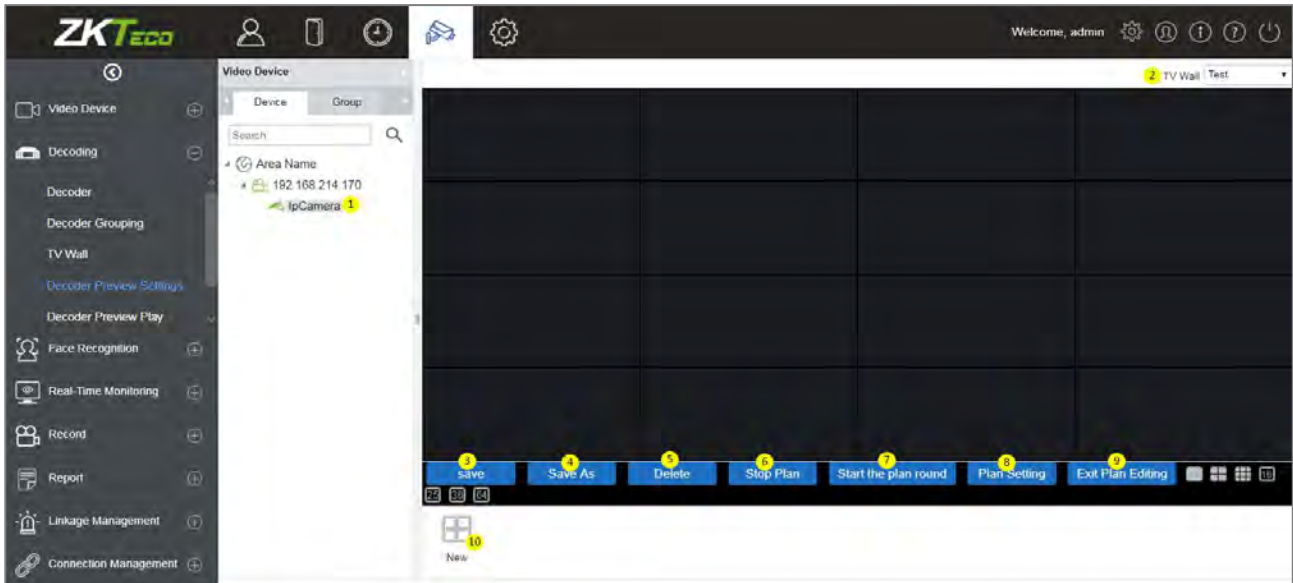 ZKTeco
Welcome, admin
Video Device
2 TV Wall Test
Video Device
Device Group
Search
Decoding
Area Name
192 168 214 170
IpCamera 1
Decoder
Decoder Grouping
TV Wall
Decoder Preview Settings
Decoder Preview Play
Face Recognition
Real-Time Monitoring
Record
Report
Linkage Management
Connection Management
3 4 5 6 7 8 9
save Save As Delete Stop Plan Start the plan round Plan Setting Exit Plan Editing 16
25 36 64
10
New